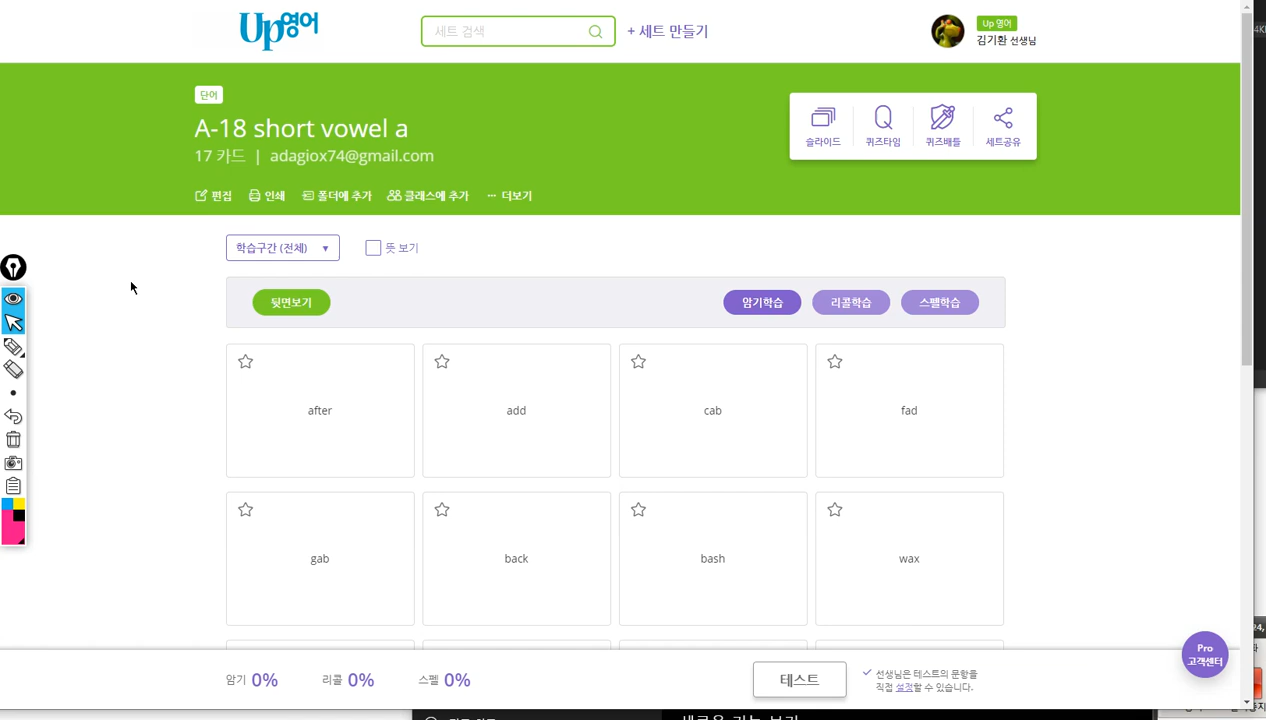 Up영어
세트 검색
+ 세트 만들기
Up 영어
김기환 선생님
단어
A-18 short vowel a
17 카드 | adagiox74@gmail.com
슬라이드
퀴즈타임
퀴즈배틀
세트공유
편집
인쇄
폴더에 추가
클래스에 추가
더보기
학습구간 (전체)
뜻 보기
뒷면보기
암기학습
리콜학습
스펠학습
after
add
cab
fad
gab
back
bash
wax
Pro
고객센터
암기 0%
리콜 0%
스펠 0%
테스트
선생님은 테스트의 문항을
직접 설정할 수 있습니다.